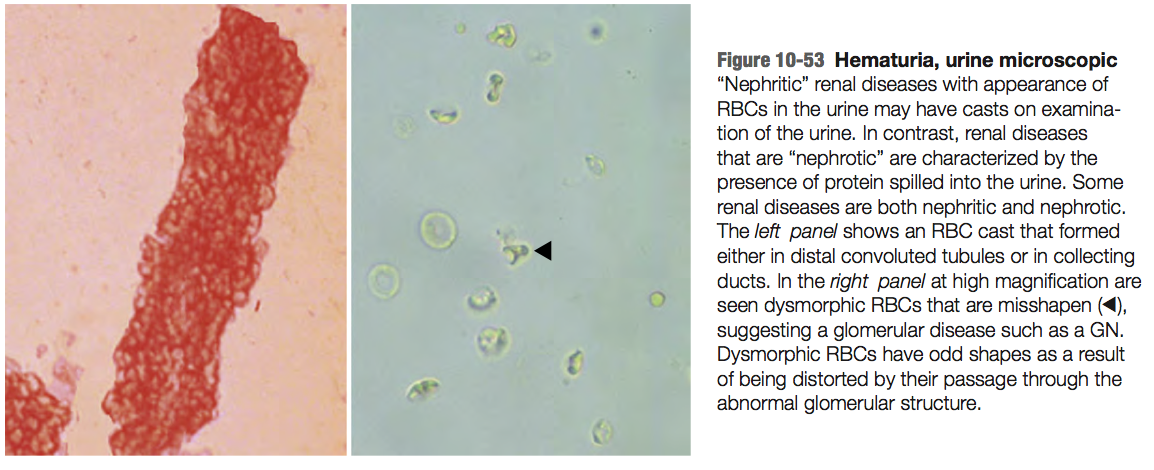 Figure 10-53 Hematuria, urine microscopic
“Nephritic” renal diseases with appearance of
RBCs in the urine may have casts on examina-
tion of the urine. In contrast, renal diseases
that are “nephrotic” are characterized by the
presence of protein spilled into the urine. Some
renal diseases are both nephritic and nephrotic.
The left panel shows an RBC cast that formed
either in distal convoluted tubules or in collecting
ducts. In the right panel at high magnification are
seen dysmorphic RBCs that are misshapen (◄),
suggesting a glomerular disease such as a GN.
Dysmorphic RBCs have odd shapes as a result
of being distorted by their passage through the
abnormal glomerular structure.